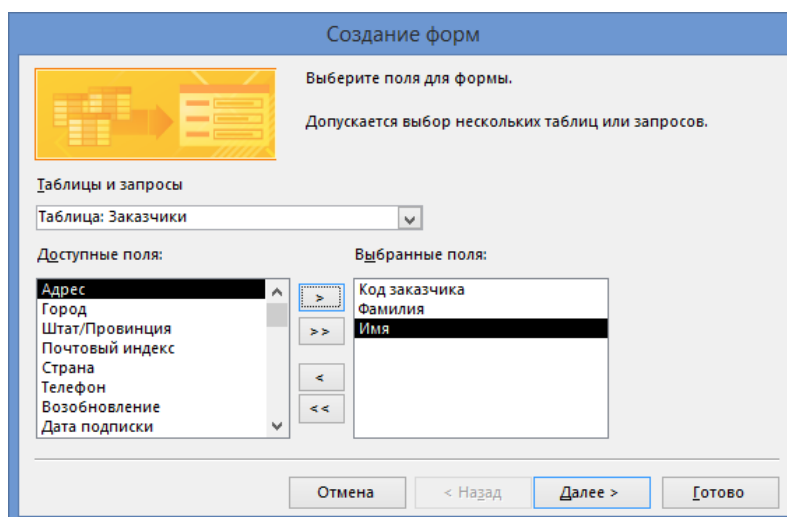 Создание форм
Выберите поля для формы.
Допускается выбор нескольких таблиц или запросов.
Таблицы и запросы
Таблица: Заказчики
Доступные поля:
Выбранные поля:
Адрес
Город
Штат/Провинция
Почтовый индекс
Страна
Телефон
Возобновление
Дата подписки
>
>>
<
<<
Код заказчика
Фамилия
Имя
Отмена
< Назад
Далее >
Готово